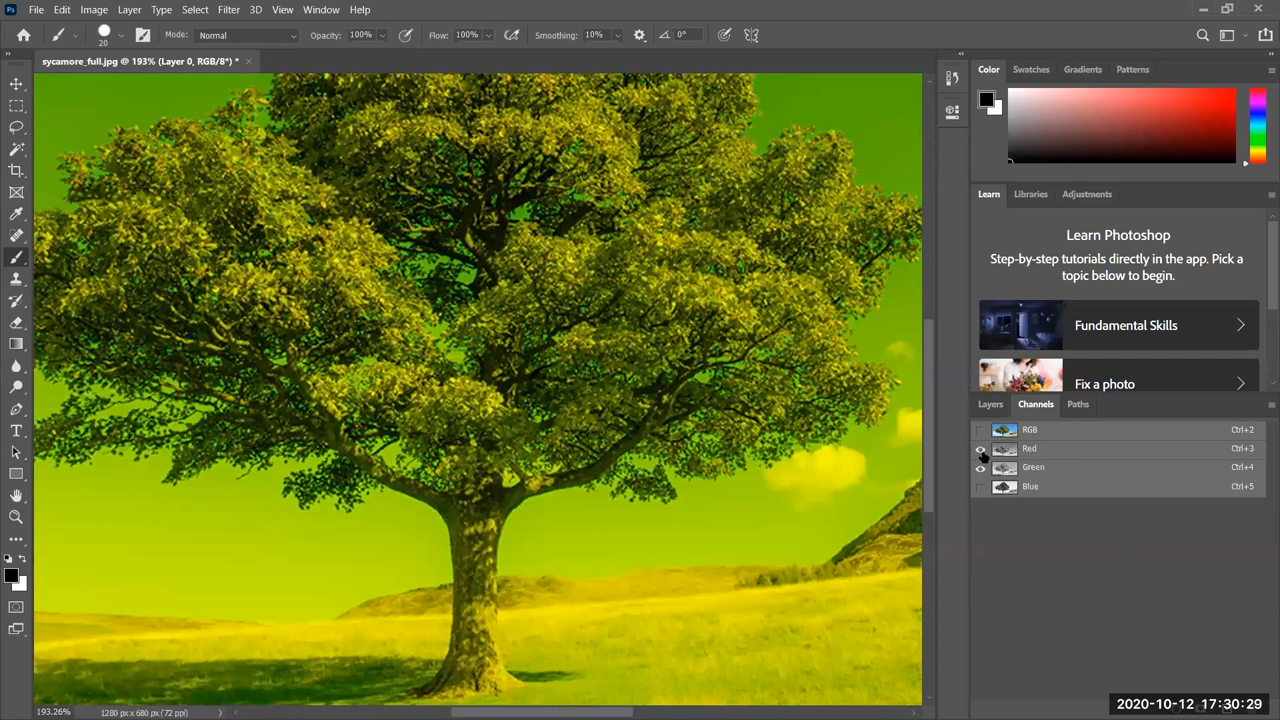 Ps File Edit Image Layer Type Select Filter 3D View Window Help
20 Mode: Normal Opacity: 100% Flow: 100% Smoothing: 10% 0°
sycamore_full.jpg @ 193% (Layer 0, RGB/8*) *
Color Swatches Gradients Patterns
Learn Libraries Adjustments
Learn Photoshop
Step-by-step tutorials directly in the app. Pick a
topic below to begin.
Fundamental Skills
Fix a photo
Layers Channels Paths
RGB Ctrl+2
Red Ctrl+3
Green Ctrl+4
Blue Ctrl+5
193.26% 1280 px x 680 px (72 ppi)
2020-10-12 17:30:29